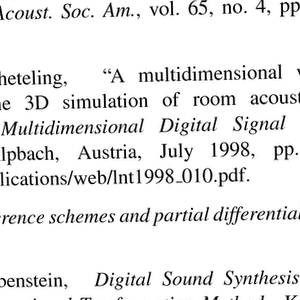 Acoust. Soc. Am., vol. 65, no. 4, pp
heteling, “A multidimensional
3D simulation of room acoust
Multidimensional Digital Signal
lpbach, Austria, July 1998, pp.
lications/web/lnt1998_010.pdf.
erence schemes and partial differential
benstein, Digital Sound Synthesis